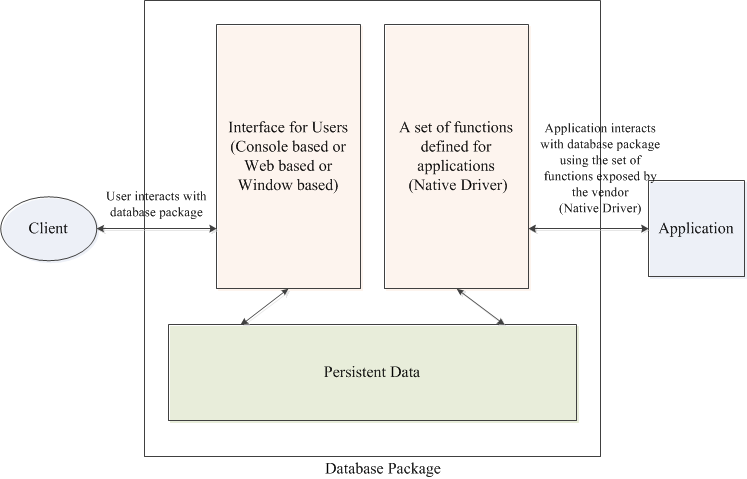 Interface for Users
(Console based or
Web based or
Window based)
A set of functions
defined for
applications
(Native Driver)
Application interacts
with database package
using the set of
functions exposed by
the vendor
(Native Driver)
User interacts with
database package
Client
Application
Persistent Data
Database Package